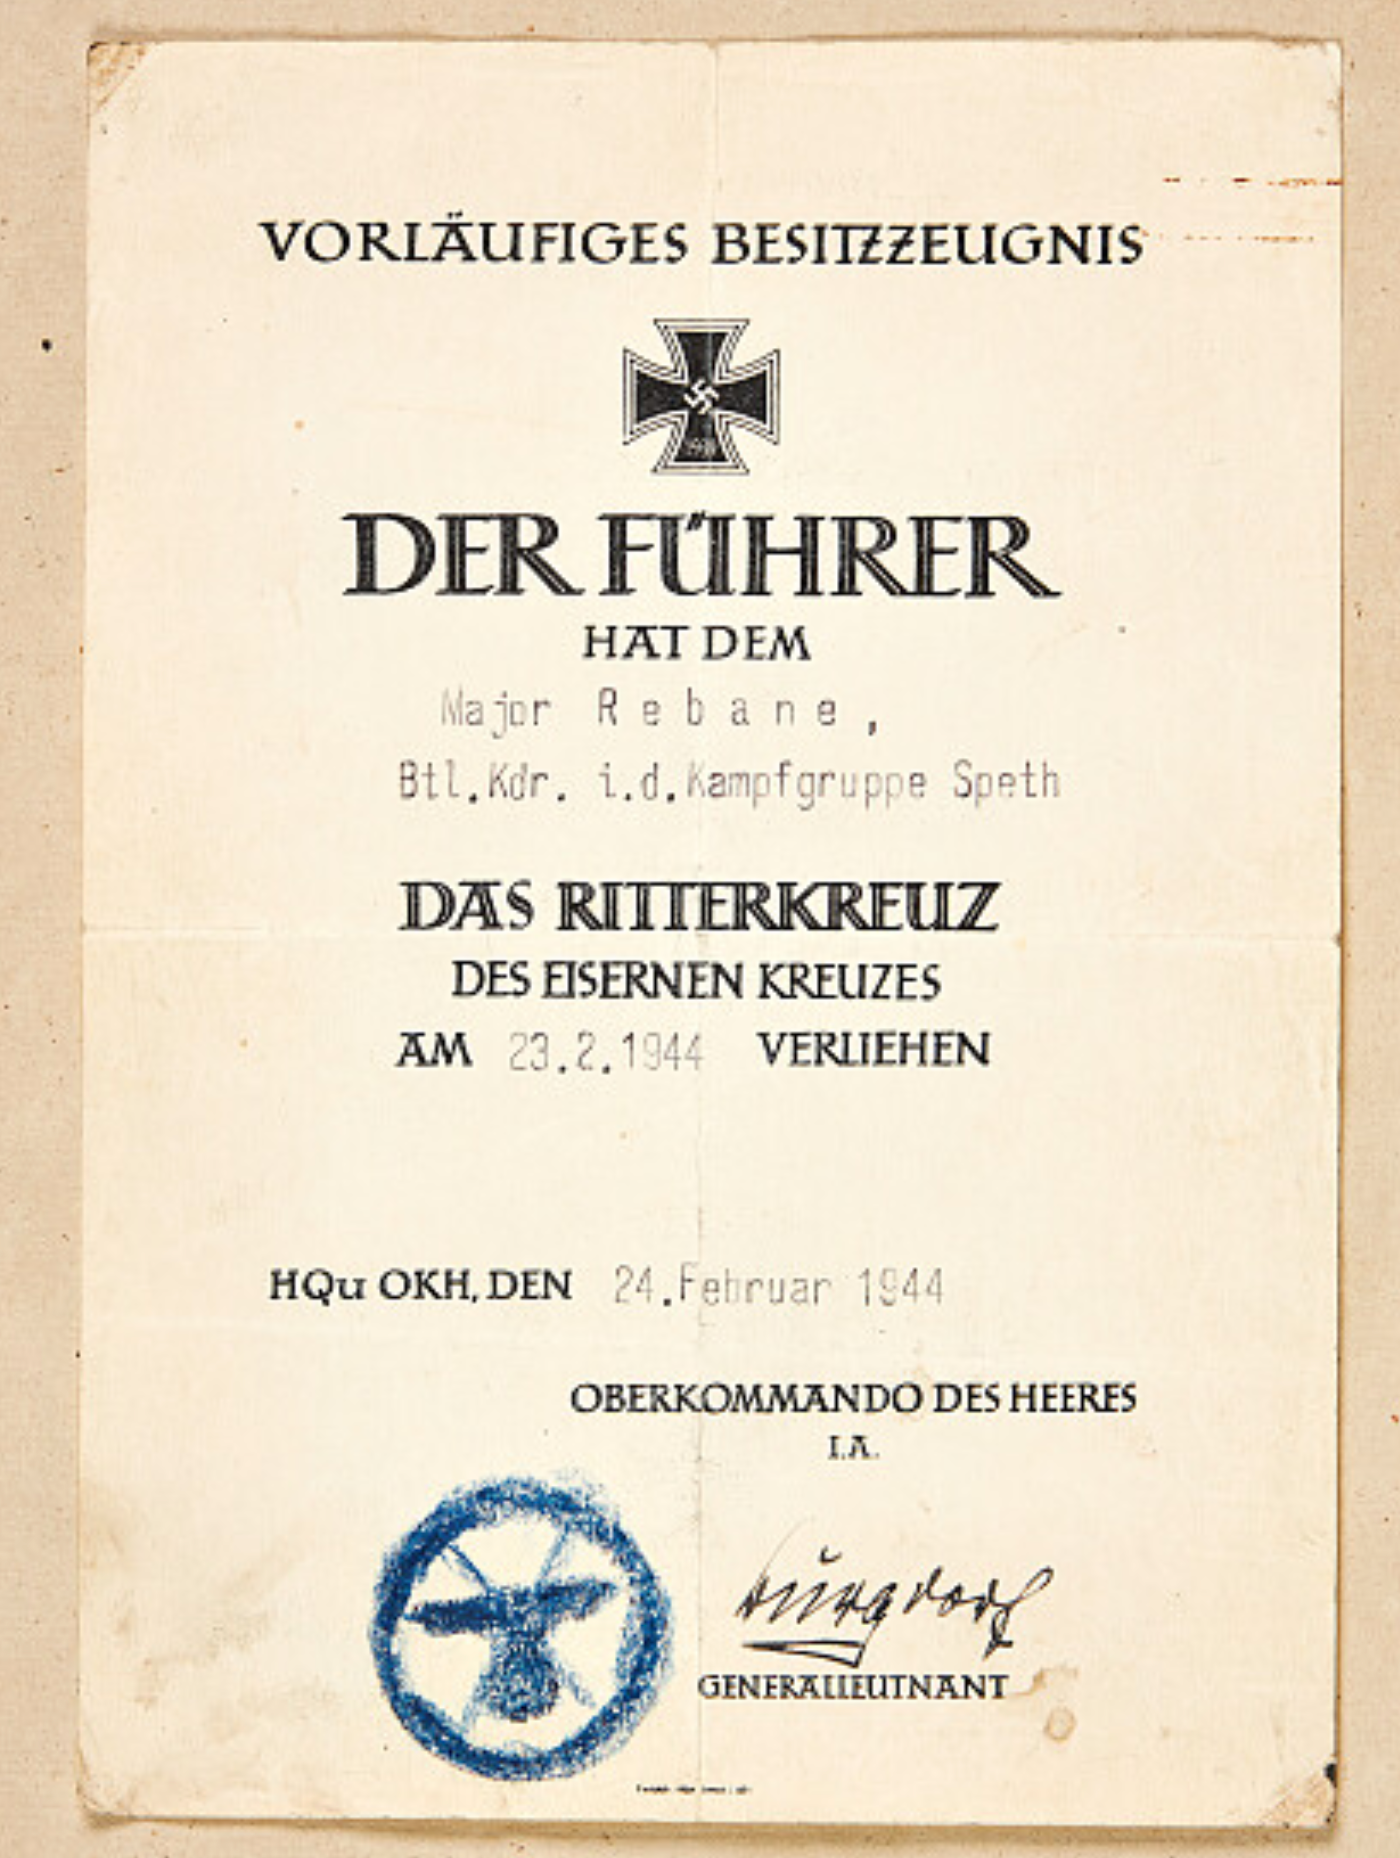 VORLÄUFIGES BESITZZEUGNIS
DER FÜHRER
HAT DEM
Major Rebane,
Btl.Kdr. i.d.Kampfgruppe Speth
DAS RITTERKREUZ
DES EISERNEN KREUZES
AM 23.2.1944 VERLIEHEN
HQu OKH, DEN 24.Februar 1944
OBERKOMMANDO DES HEERES
I.A.
Burgdorf
GENERALLEUTNANT